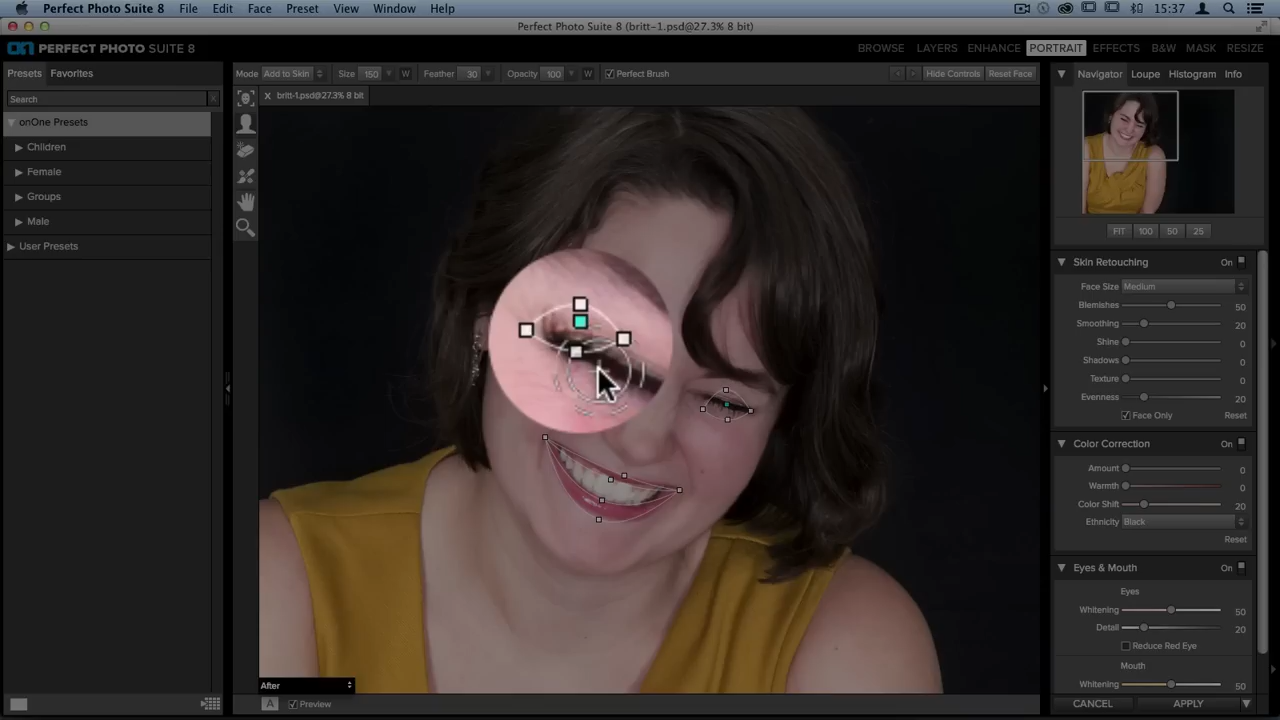 Perfect Photo Suite 8 File Edit Face Preset View Window Help 15:37
Perfect Photo Suite 8 (britt-1.psd@27.3% 8 bit)
on PERFECT PHOTO SUITE 8 BROWSE LAYERS ENHANCE PORTRAIT EFFECTS B&W MASK RESIZE
Presets Favorites
Mode Add to Skin Size 150 W Feather 30 Opacity 100 W Perfect Brush Hide Controls Reset Face
Navigator Loupe Histogram Info
Search
x britt-1.psd@27.3% 8 bit
onOne Presets
Children
Female
Groups
Male
User Presets
FIT 100 50 25
Skin Retouching On
Face Size Medium
Blemishes 50
Smoothing 20
Shine 0
Shadows 0
Texture 0
Evenness 20
Face Only Reset
Color Correction On
Amount 0
Warmth 0
Color Shift 20
Ethnicity Black
Reset
Eyes & Mouth On
Eyes
Whitening 50
Detail 20
Reduce Red Eye
Mouth
Whitening 50
After
A Preview
CANCEL APPLY